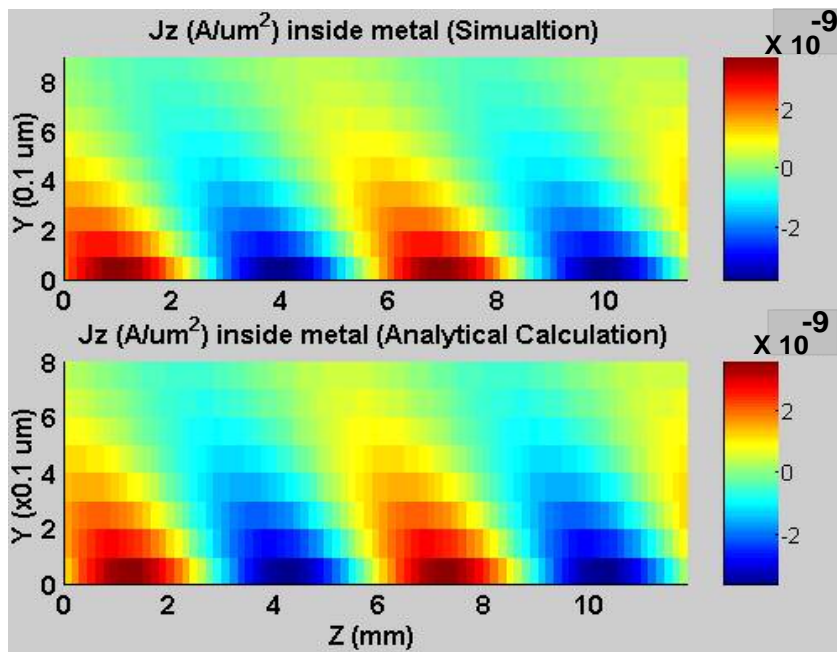 Jz (A/um²) inside metal (Simualtion)
X 10⁻⁹
Y (0.1 um)
8
6
4
2
0
0 2 4 6 8 10
2
0
-2
Jz (A/um²) inside metal (Analytical Calculation)
X 10⁻⁹
Y (x0.1 um)
8
6
4
2
0
0 2 4 6 8 10
Z (mm)
2
0
-2